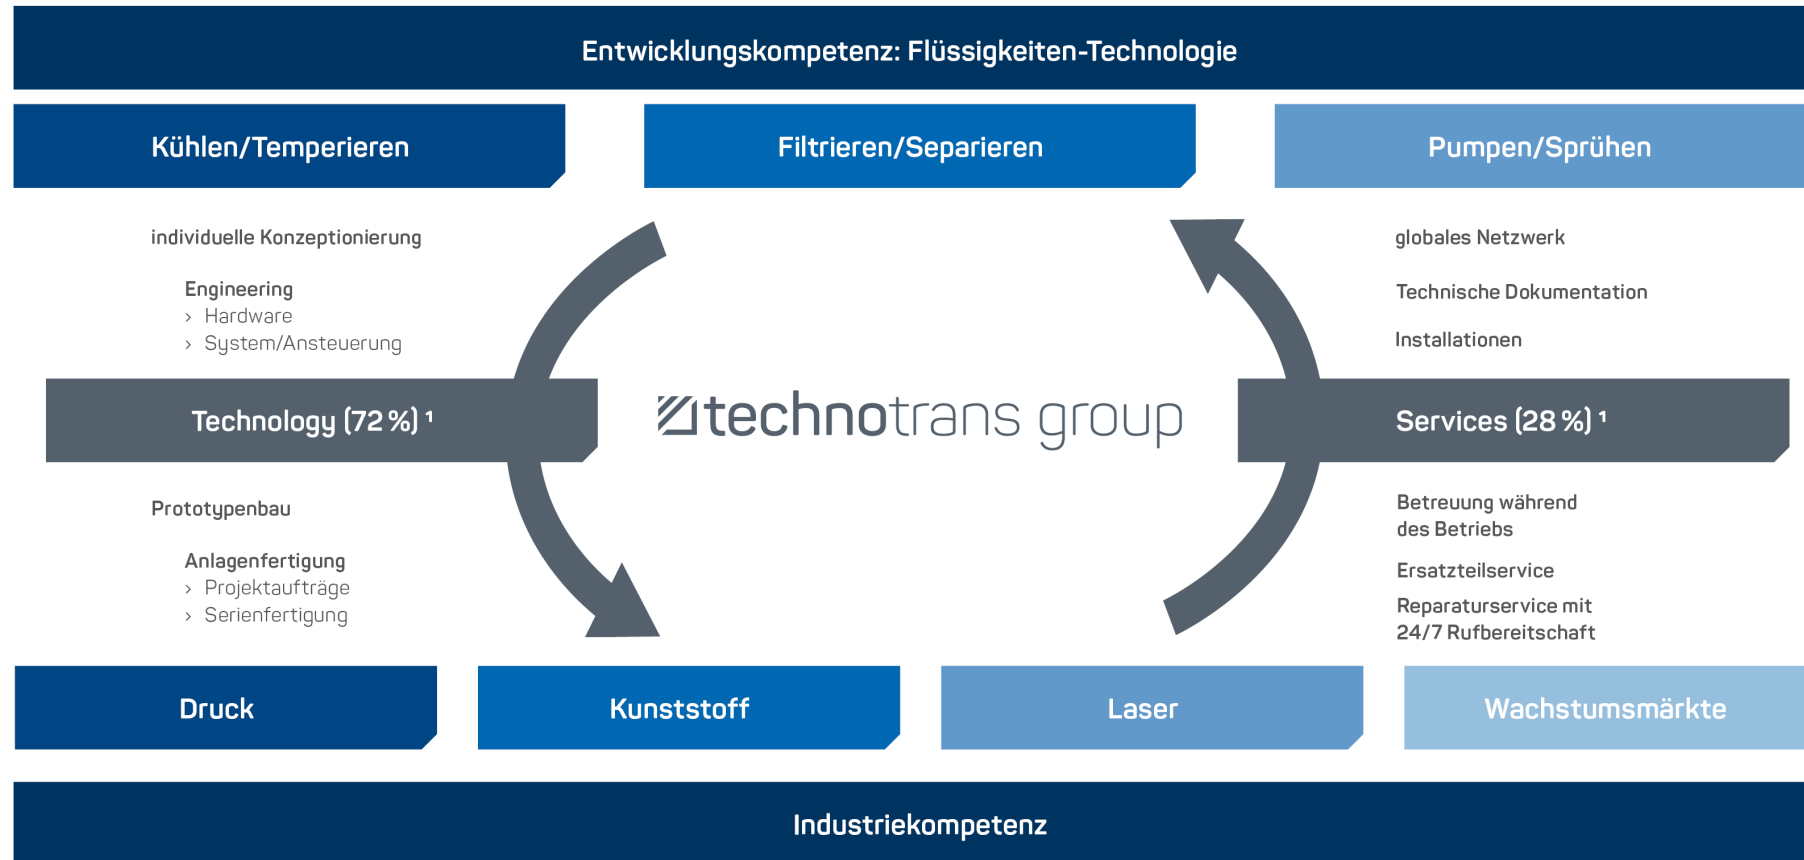 Entwicklungskompetenz: Flüssigkeiten-Technologie
Kühlen/Temperieren
Filtrieren/Separieren
Pumpen/Sprühen
individuelle Konzeptionierung
Engineering
› Hardware
› System/Ansteuerung
Technology (72 %) ¹
Prototypenbau
Anlagenfertigung
› Projektaufträge
› Serienfertigung
technotrans group
globales Netzwerk
Technische Dokumentation
Installationen
Services (28 %) ¹
Betreuung während
des Betriebs
Ersatzteilservice
Reparaturservice mit
24/7 Rufbereitschaft
Druck
Kunststoff
Laser
Wachstumsmärkte
Industriekompetenz